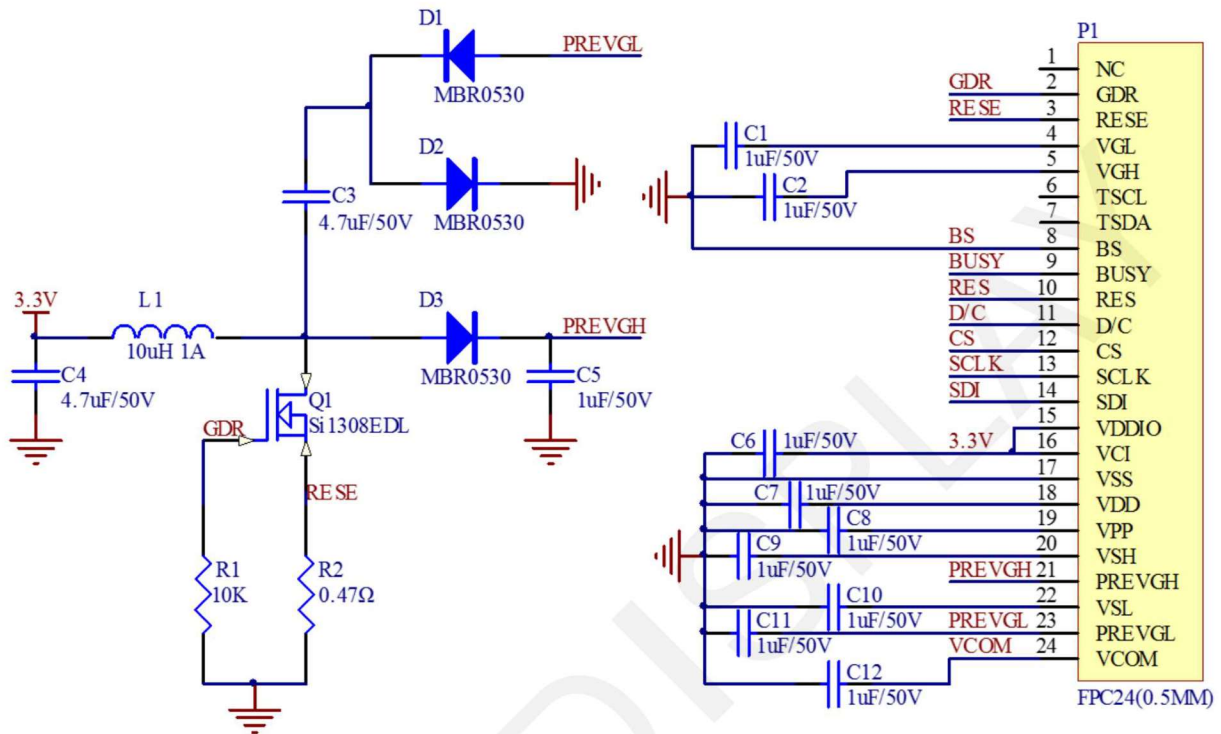 D1
PREVGL
MBR0530
D2
MBR0530
C3
4.7uF/50V
3.3V
L1
10uH 1A
D3
PREVGH
MBR0530
C4
4.7uF/50V
C5
1uF/50V
Q1
Si1308EDL
GDR
RESE
R1
10K
R2
0.47Ω
P1
1 NC
GDR 2 GDR
RESE 3 RESE
4 VGL
C1
1uF/50V
5 VGH
C2
1uF/50V
6 TSCL
7 TSDA
BS 8 BS
BUSY 9 BUSY
RES 10 RES
D/C 11 D/C
CS 12 CS
SCLK 13 SCLK
SDI 14 SDI
15 VDDIO
C6 1uF/50V 3.3V 16 VCI
17 VSS
C7 1uF/50V 18 VDD
C8 19 VPP
1uF/50V
C9 20 VSH
1uF/50V
PREVGH 21 PREVGH
C10 22 VSL
1uF/50V
C11 PREVGL 23 PREVGL
1uF/50V
VCOM 24 VCOM
C12
1uF/50V
FPC24(0.5MM)
DISPLAY